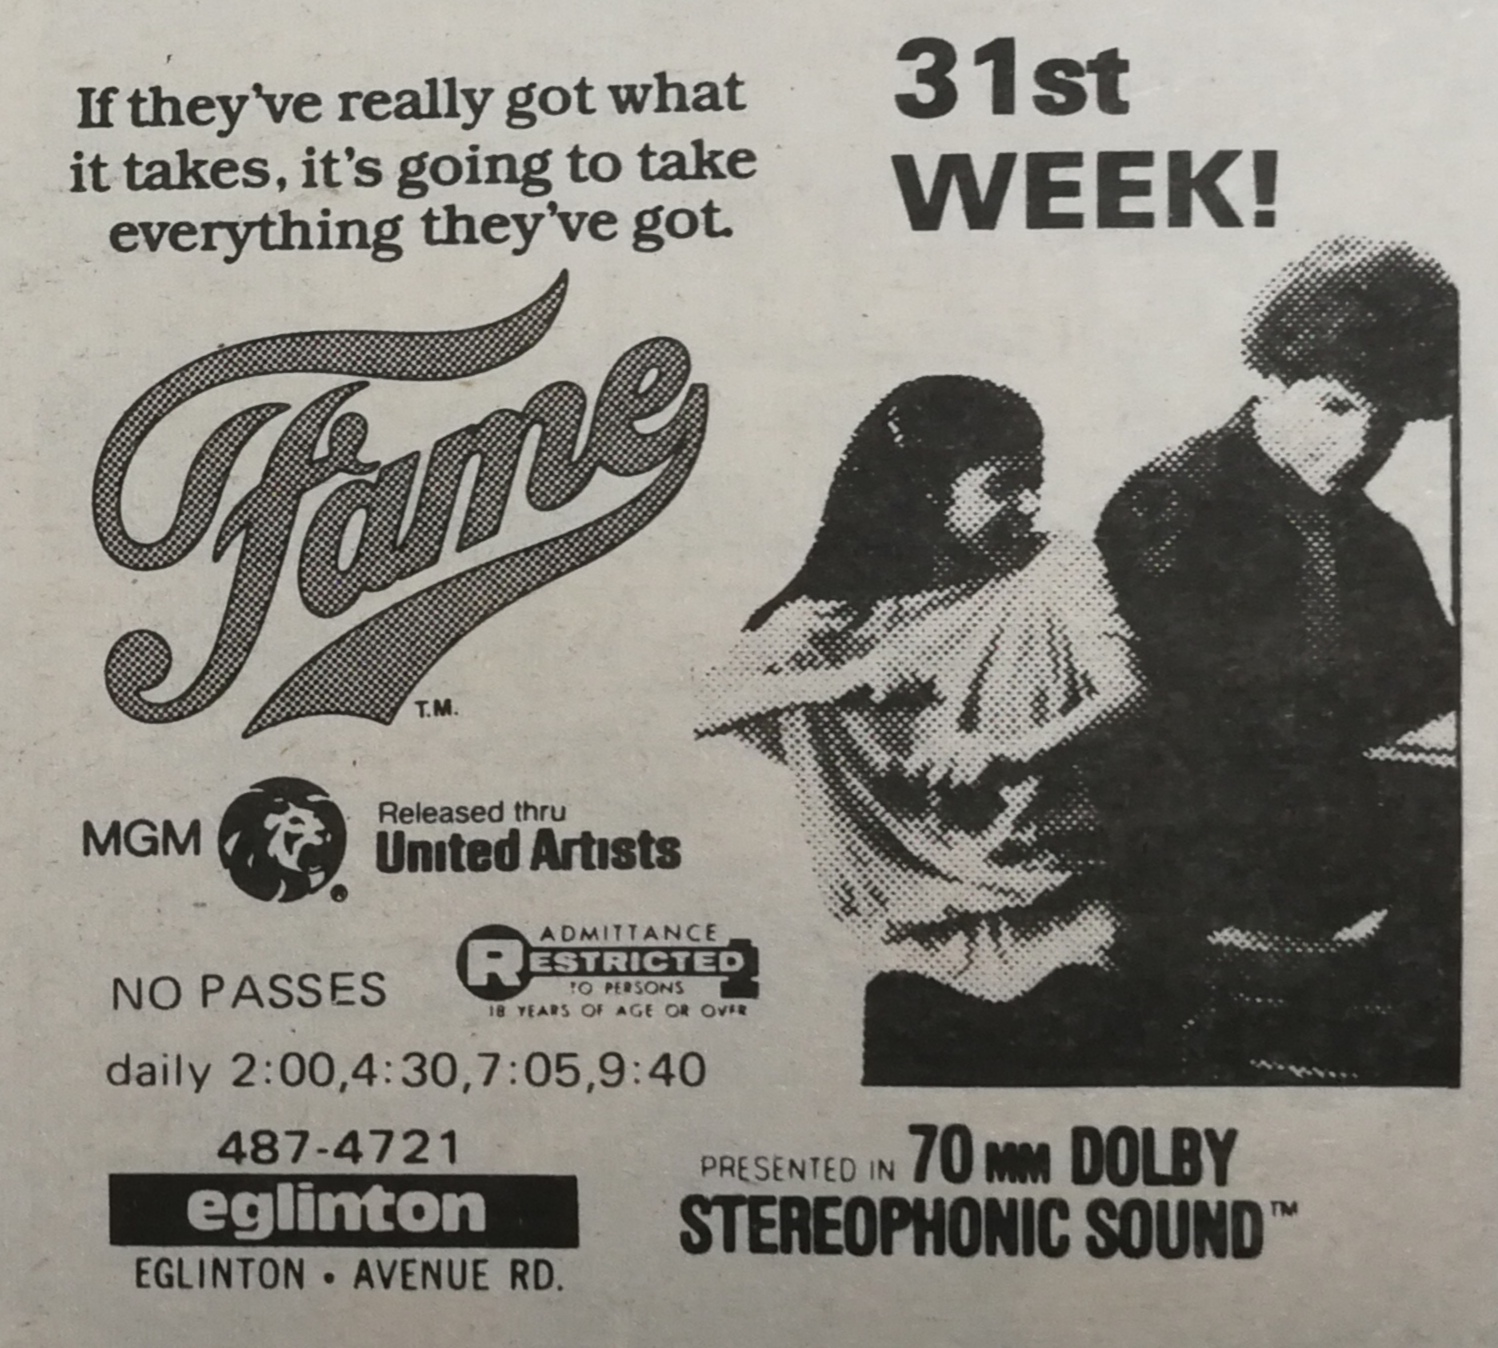 If they've really got what
it takes, it's going to take
everything they've got.
31st
WEEK!
Fame
T.M.
MGM
Released thru
United Artists
®
NO PASSES
ADMITTANCE
RESTRICTED
TO PERSONS
18 YEARS OF AGE OR OVER
daily 2:00,4:30,7:05,9:40
487-4721
eglinton
EGLINTON • AVENUE RD.
PRESENTED IN 70 MM DOLBY
STEREOPHONIC SOUND™